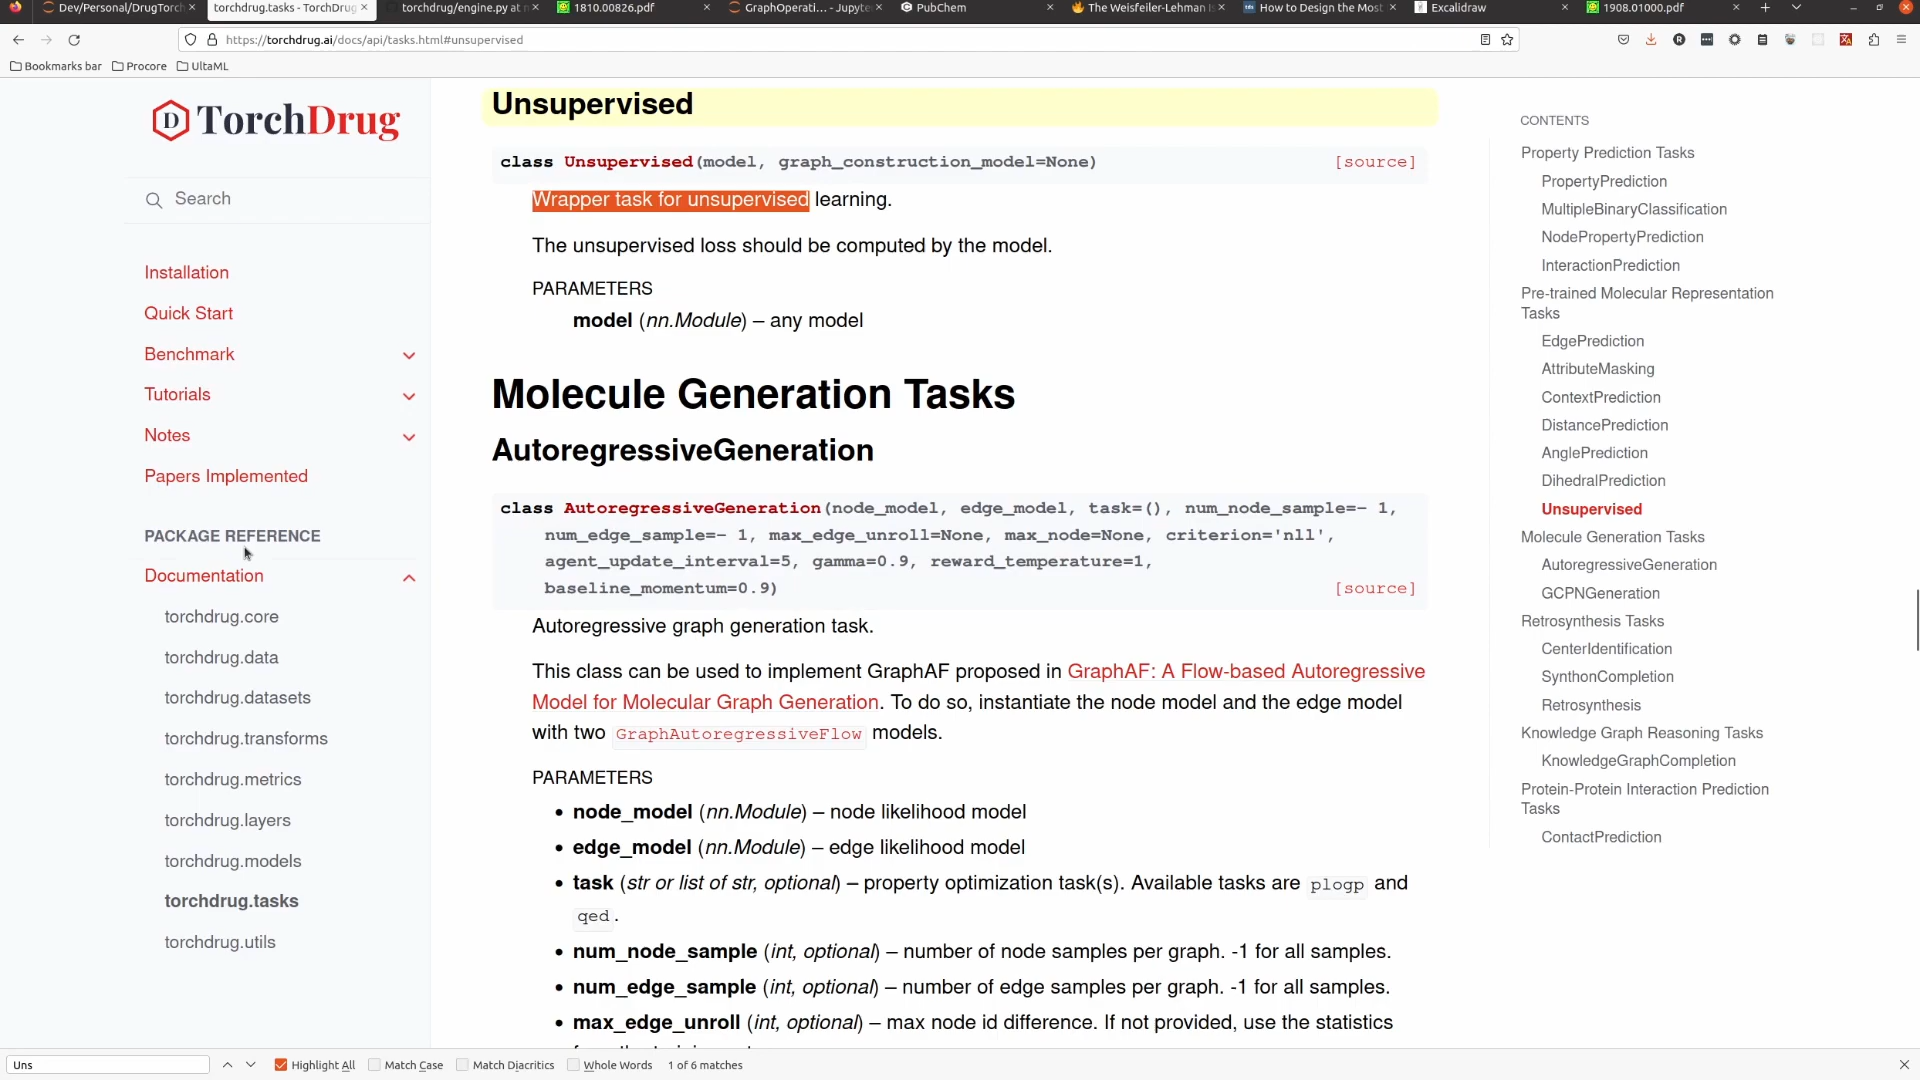 Dev/Personal/DrugTorch
torchdrug.tasks - TorchDrug
torchdrug/engine.py at
1810.00826.pdf
GraphOperati… - Jupyte
PubChem
The Weisfeiler-Lehman I
How to Design the Most
Excalidraw
1908.01000.pdf
https://torchdrug.ai/docs/api/tasks.html#unsupervised
Bookmarks bar
Procore
UltaML
TorchDrug
Search
Installation
Quick Start
Benchmark
Tutorials
Notes
Papers Implemented
PACKAGE REFERENCE
Documentation
torchdrug.core
torchdrug.data
torchdrug.datasets
torchdrug.transforms
torchdrug.metrics
torchdrug.layers
torchdrug.models
torchdrug.tasks
torchdrug.utils
Unsupervised
class Unsupervised(model, graph_construction_model=None) [source]
Wrapper task for unsupervised learning.
The unsupervised loss should be computed by the model.
PARAMETERS
model (nn.Module) – any model
Molecule Generation Tasks
AutoregressiveGeneration
class AutoregressiveGeneration(node_model, edge_model, task=(), num_node_sample=- 1,
num_edge_sample=- 1, max_edge_unroll=None, max_node=None, criterion='nll',
agent_update_interval=5, gamma=0.9, reward_temperature=1,
baseline_momentum=0.9) [source]
Autoregressive graph generation task.
This class can be used to implement GraphAF proposed in GraphAF: A Flow-based Autoregressive
Model for Molecular Graph Generation. To do so, instantiate the node model and the edge model
with two GraphAutoregressiveFlow models.
PARAMETERS
• node_model (nn.Module) – node likelihood model
• edge_model (nn.Module) – edge likelihood model
• task (str or list of str, optional) – property optimization task(s). Available tasks are plogp and
qed.
• num_node_sample (int, optional) – number of node samples per graph. -1 for all samples.
• num_edge_sample (int, optional) – number of edge samples per graph. -1 for all samples.
• max_edge_unroll (int, optional) – max node id difference. If not provided, use the statistics
CONTENTS
Property Prediction Tasks
PropertyPrediction
MultipleBinaryClassification
NodePropertyPrediction
InteractionPrediction
Pre-trained Molecular Representation
Tasks
EdgePrediction
AttributeMasking
ContextPrediction
DistancePrediction
AnglePrediction
DihedralPrediction
Unsupervised
Molecule Generation Tasks
AutoregressiveGeneration
GCPNGeneration
Retrosynthesis Tasks
CenterIdentification
SynthonCompletion
Retrosynthesis
Knowledge Graph Reasoning Tasks
KnowledgeGraphCompletion
Protein-Protein Interaction Prediction
Tasks
ContactPrediction
Uns
Highlight All
Match Case
Match Diacritics
Whole Words
1 of 6 matches